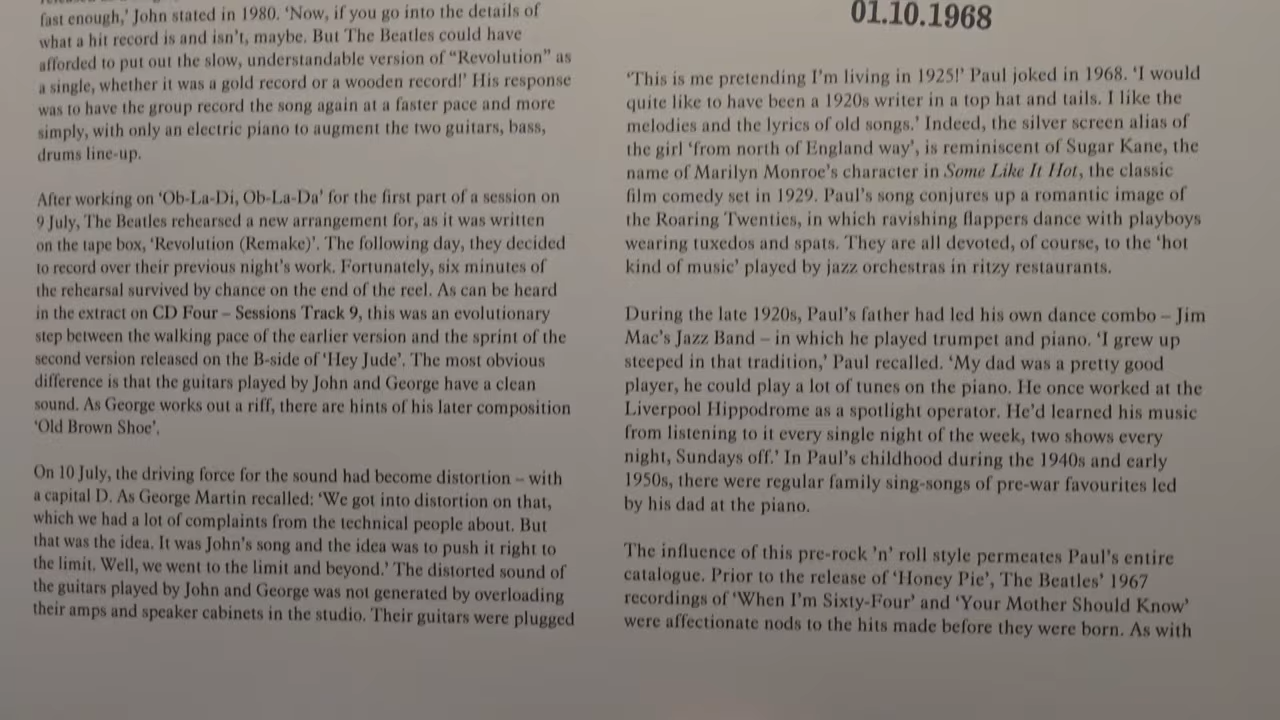 fast enough,’ John stated in 1980. ‘Now, if you go into the details of
what a hit record is and isn’t, maybe. But The Beatles could have
afforded to put out the slow, understandable version of “Revolution” as
a single, whether it was a gold record or a wooden record!’ His response
was to have the group record the song again at a faster pace and more
simply, with only an electric piano to augment the two guitars, bass,
drums line-up.
After working on ‘Ob-La-Di, Ob-La-Da’ for the first part of a session on
9 July, The Beatles rehearsed a new arrangement for, as it was written
on the tape box, ‘Revolution (Remake)’. The following day, they decided
to record over their previous night’s work. Fortunately, six minutes of
the rehearsal survived by chance on the end of the reel. As can be heard
in the extract on CD Four – Sessions Track 9, this was an evolutionary
step between the walking pace of the earlier version and the sprint of the
second version released on the B-side of ‘Hey Jude’. The most obvious
difference is that the guitars played by John and George have a clean
sound. As George works out a riff, there are hints of his later composition
‘Old Brown Shoe’.
On 10 July, the driving force for the sound had become distortion – with
a capital D. As George Martin recalled: ‘We got into distortion on that,
which we had a lot of complaints from the technical people about. But
that was the idea. It was John’s song and the idea was to push it right to
the limit. Well, we went to the limit and beyond.’ The distorted sound of
the guitars played by John and George was not generated by overloading
their amps and speaker cabinets in the studio. Their guitars were plugged
01.10.1968
‘This is me pretending I’m living in 1925!’ Paul joked in 1968. ‘I would
quite like to have been a 1920s writer in a top hat and tails. I like the
melodies and the lyrics of old songs.’ Indeed, the silver screen alias of
the girl ‘from north of England way’, is reminiscent of Sugar Kane, the
name of Marilyn Monroe’s character in Some Like It Hot, the classic
film comedy set in 1929. Paul’s song conjures up a romantic image of
the Roaring Twenties, in which ravishing flappers dance with playboys
wearing tuxedos and spats. They are all devoted, of course, to the ‘hot
kind of music’ played by jazz orchestras in ritzy restaurants.
During the late 1920s, Paul’s father had led his own dance combo – Jim
Mac’s Jazz Band – in which he played trumpet and piano. ‘I grew up
steeped in that tradition,’ Paul recalled. ‘My dad was a pretty good
player, he could play a lot of tunes on the piano. He once worked at the
Liverpool Hippodrome as a spotlight operator. He’d learned his music
from listening to it every single night of the week, two shows every
night, Sundays off.’ In Paul’s childhood during the 1940s and early
1950s, there were regular family sing-songs of pre-war favourites led
by his dad at the piano.
The influence of this pre-rock ’n’ roll style permeates Paul’s entire
catalogue. Prior to the release of ‘Honey Pie’, The Beatles’ 1967
recordings of ‘When I’m Sixty-Four’ and ‘Your Mother Should Know’
were affectionate nods to the hits made before they were born. As with